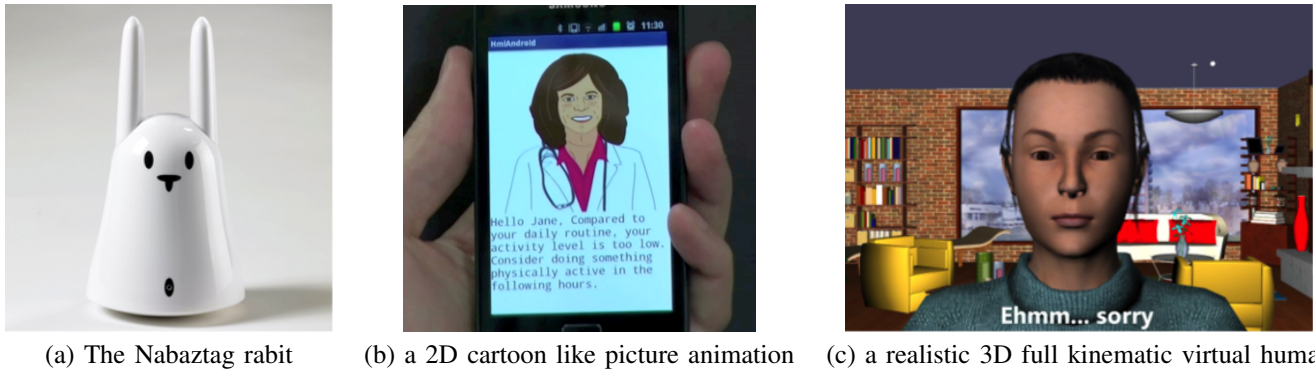 SAMSUNG
11:30
HmiAndroid
Hello Jane, Compared to
your daily routine, your
activity level is too low.
Consider doing something
physically active in the
following hours.
Ehmm... sorry
(a) The Nabaztag rabit
(b) a 2D cartoon like picture animation
(c) a realistic 3D full kinematic virtual huma